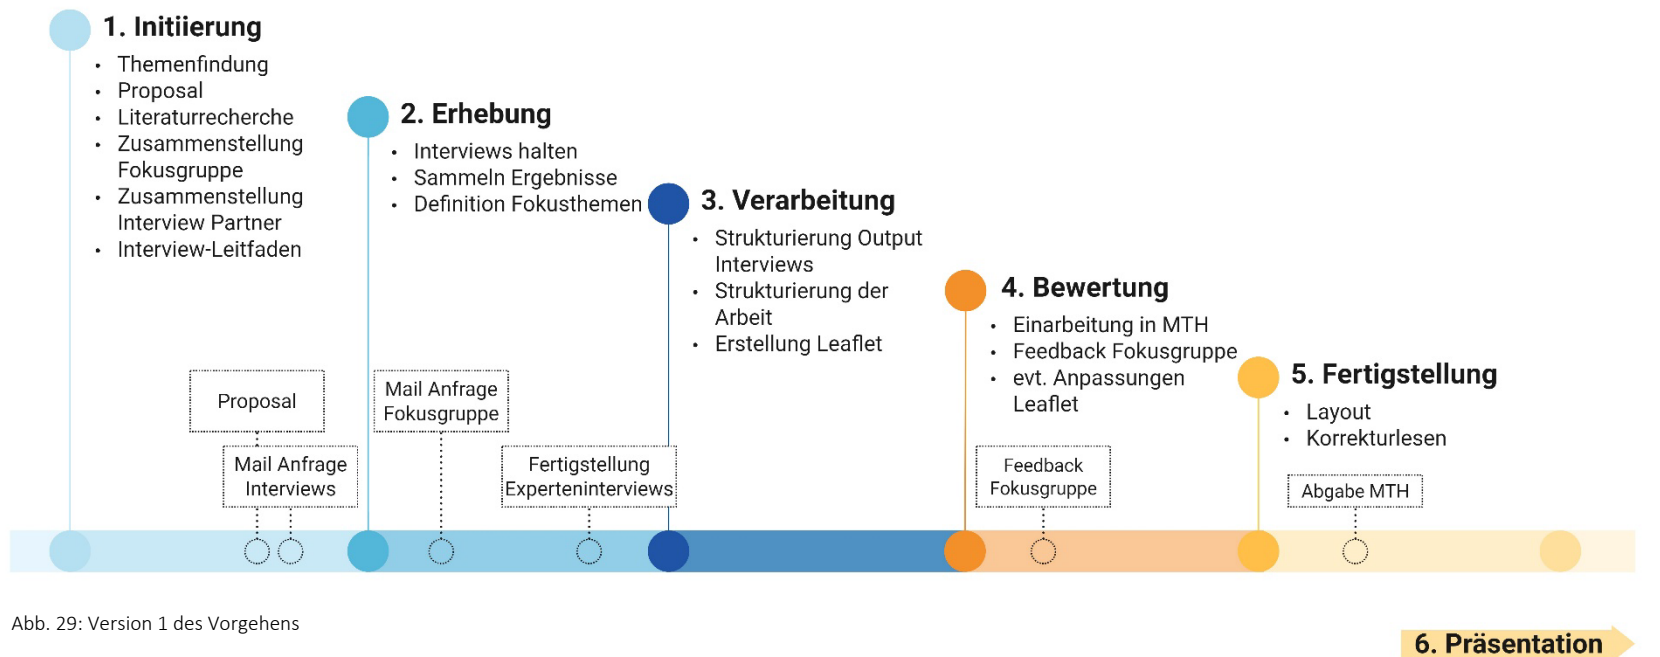 1. Initiierung
• Themenfindung
• Proposal
• Literaturrecherche
• Zusammenstellung
Fokusgruppe
• Zusammenstellung
Interview Partner
• Interview-Leitfaden
2. Erhebung
• Interviews halten
• Sammeln Ergebnisse
• Definition Fokusthemen
3. Verarbeitung
• Strukturierung Output
Interviews
• Strukturierung der
Arbeit
• Erstellung Leaflet
4. Bewertung
• Einarbeitung in MTH
• Feedback Fokusgruppe
• evt. Anpassungen
Leaflet
5. Fertigstellung
• Layout
• Korrekturlesen
Proposal
Mail Anfrage
Interviews
Mail Anfrage
Fokusgruppe
Fertigstellung
Experteninterviews
Feedback
Fokusgruppe
Abgabe MTH
Abb. 29: Version 1 des Vorgehens
6. Präsentation